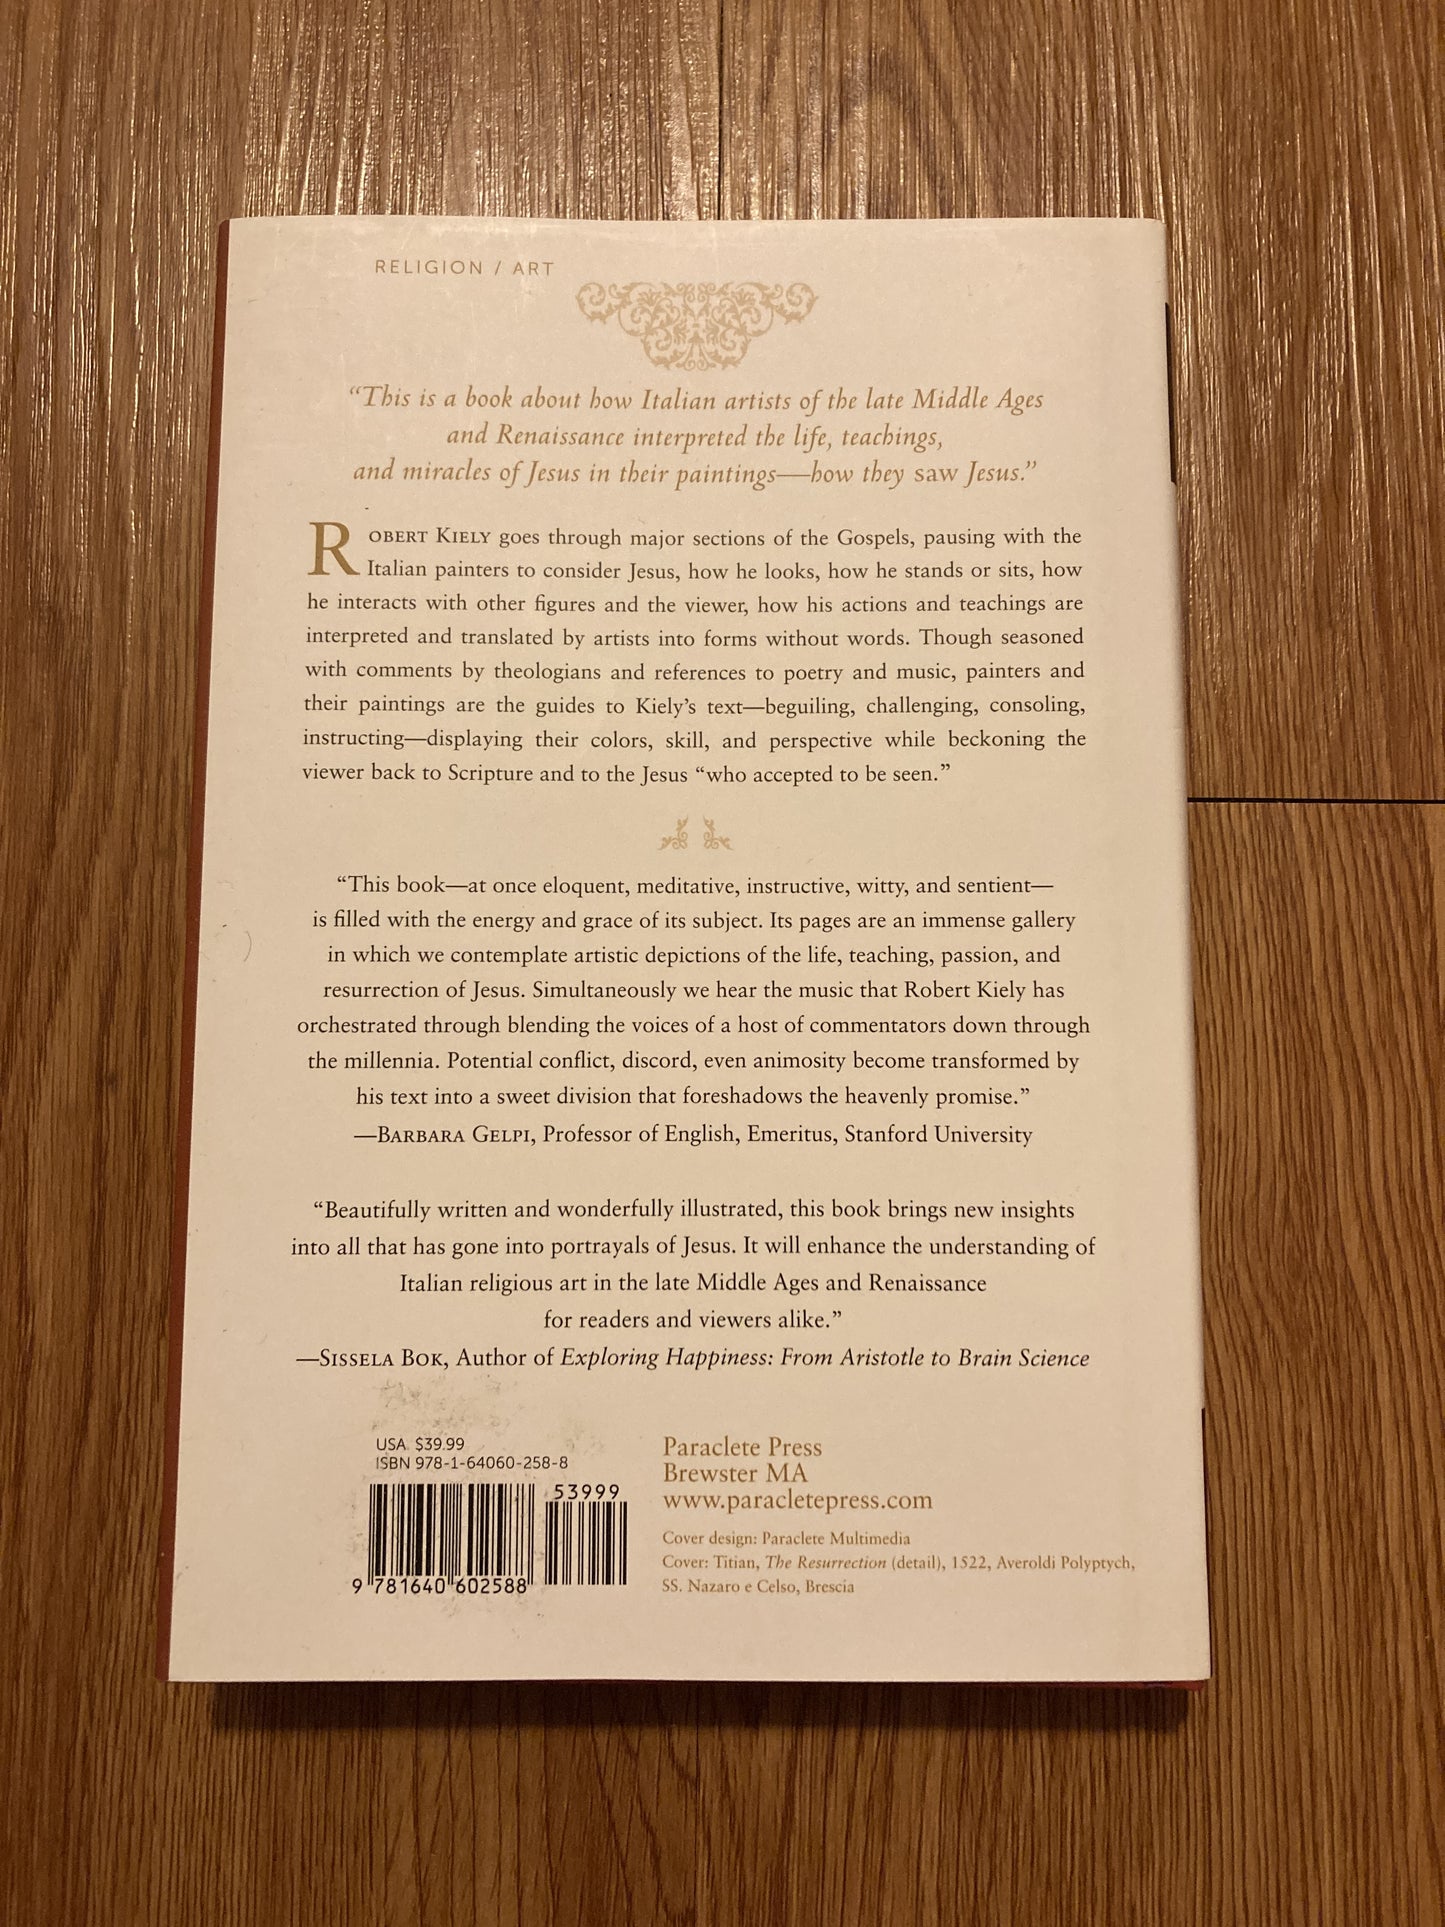 RELIGION / ART
“This is a book about how Italian artists of the late Middle Ages
and Renaissance interpreted the life, teachings,
and miracles of Jesus in their paintings—how they saw Jesus.”
ROBERT KIELY goes through major sections of the Gospels, pausing with the
Italian painters to consider Jesus, how he looks, how he stands or sits, how
he interacts with other figures and the viewer, how his actions and teachings are
interpreted and translated by artists into forms without words. Though seasoned
with comments by theologians and references to poetry and music, painters and
their paintings are the guides to Kiely’s text—beguiling, challenging, consoling,
instructing—displaying their colors, skill, and perspective while beckoning the
viewer back to Scripture and to the Jesus “who accepted to be seen.”
“This book—at once eloquent, meditative, instructive, witty, and sentient—
is filled with the energy and grace of its subject. Its pages are an immense gallery
in which we contemplate artistic depictions of the life, teaching, passion, and
resurrection of Jesus. Simultaneously we hear the music that Robert Kiely has
orchestrated through blending the voices of a host of commentators down through
the millennia. Potential conflict, discord, even animosity become transformed by
his text into a sweet division that foreshadows the heavenly promise.”
—BARBARA GELPI, Professor of English, Emeritus, Stanford University
“Beautifully written and wonderfully illustrated, this book brings new insights
into all that has gone into portrayals of Jesus. It will enhance the understanding of
Italian religious art in the late Middle Ages and Renaissance
for readers and viewers alike.”
—SISSELA BOK, Author of Exploring Happiness: From Aristotle to Brain Science
USA $39.99
ISBN 978-1-64060-258-8
53999
9 781640 602588
Paraclete Press
Brewster MA
www.paracletepress.com
Cover design: Paraclete Multimedia
Cover: Titian, The Resurrection (detail), 1522, Averoldi Polyptych,
SS. Nazaro e Celso, Brescia